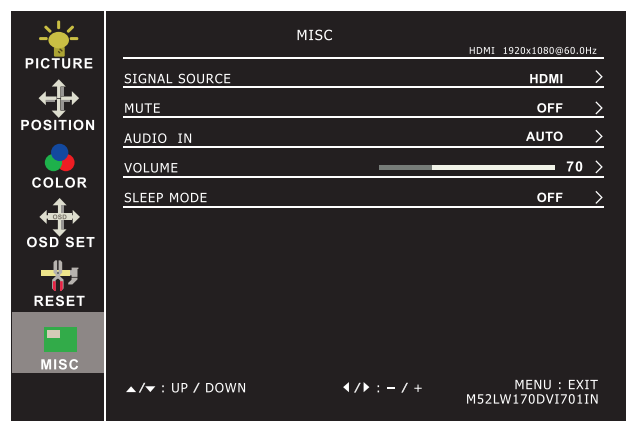 PICTURE
POSITION
COLOR
OSD
OSD SET
RESET
MISC
MISC
HDMI 1920x1080@60.0Hz
SIGNAL SOURCE HDMI >
MUTE OFF >
AUDIO IN AUTO >
VOLUME 70 >
SLEEP MODE OFF >
▲/▼ : UP / DOWN ◀/▶ : – / + MENU : EXIT
M52LW170DVI701IN